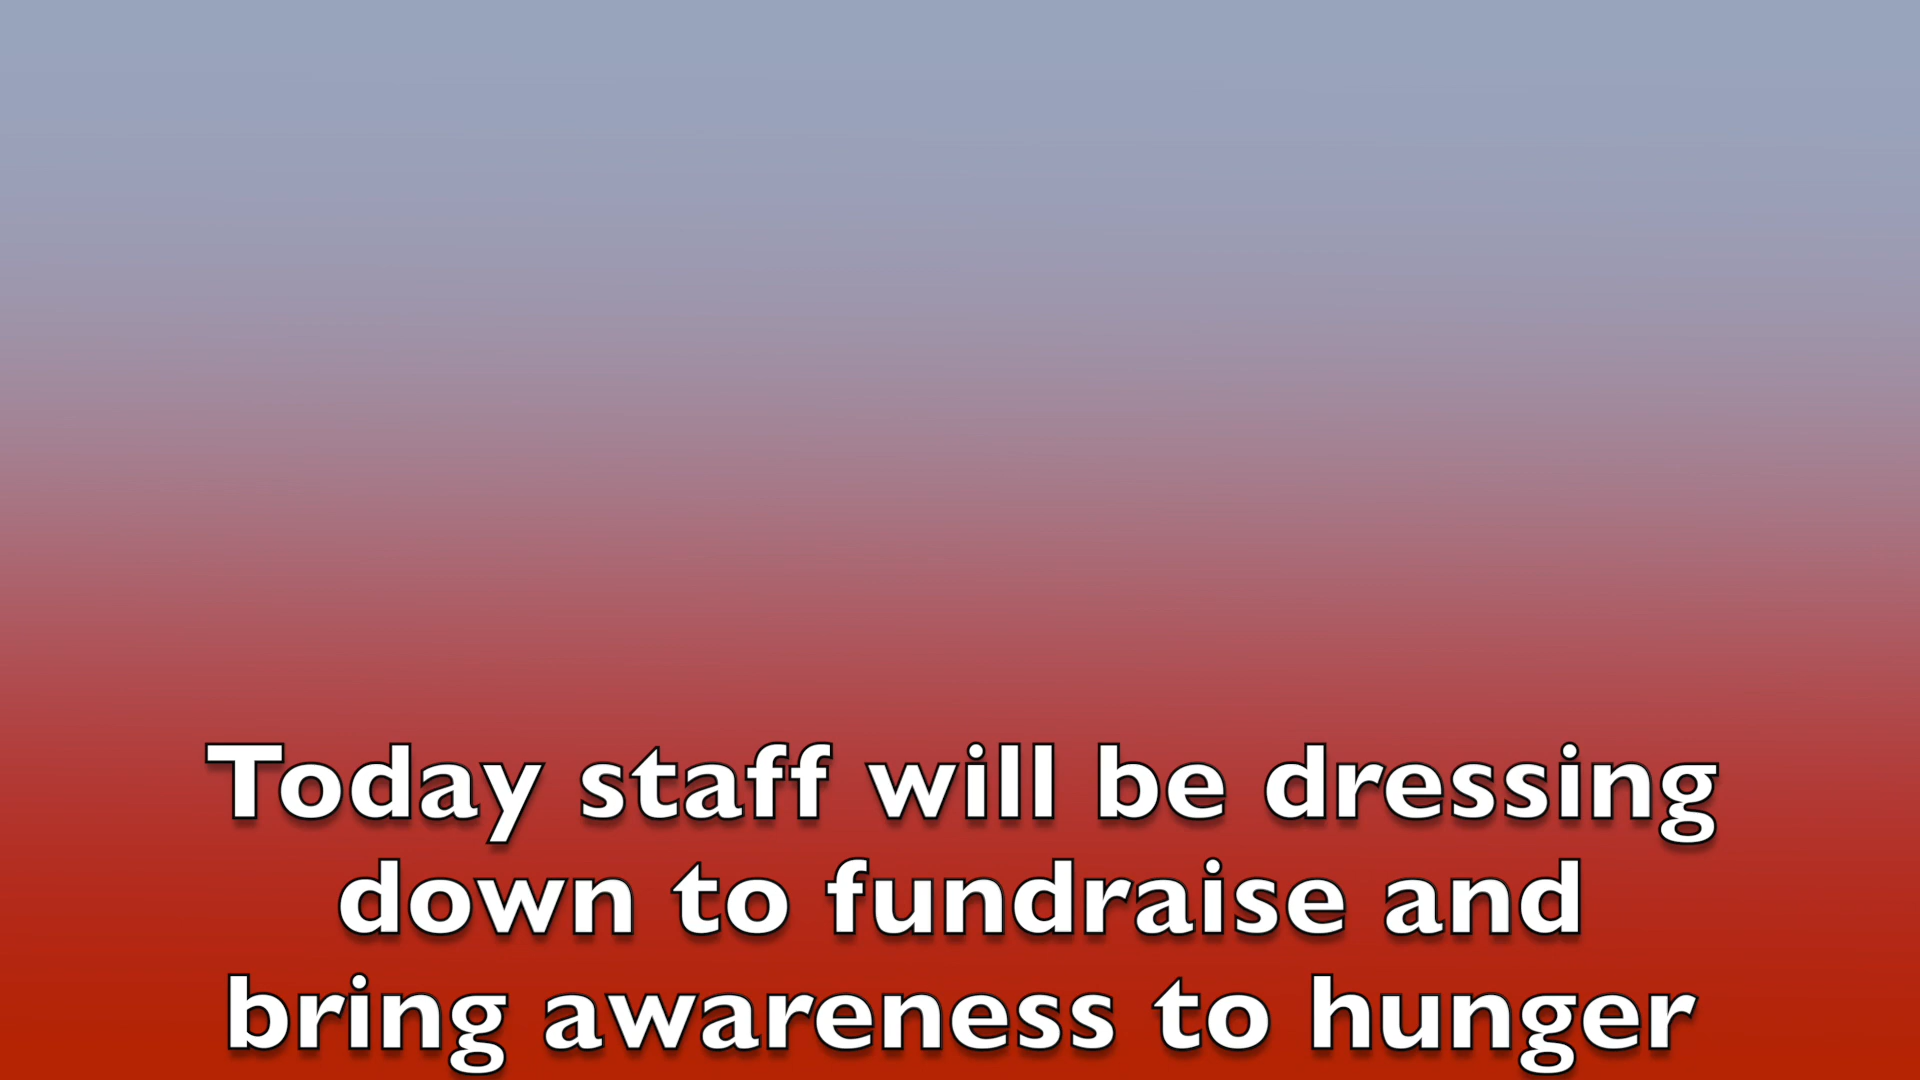 Today staff will be dressing
down to fundraise and
bring awareness to hunger